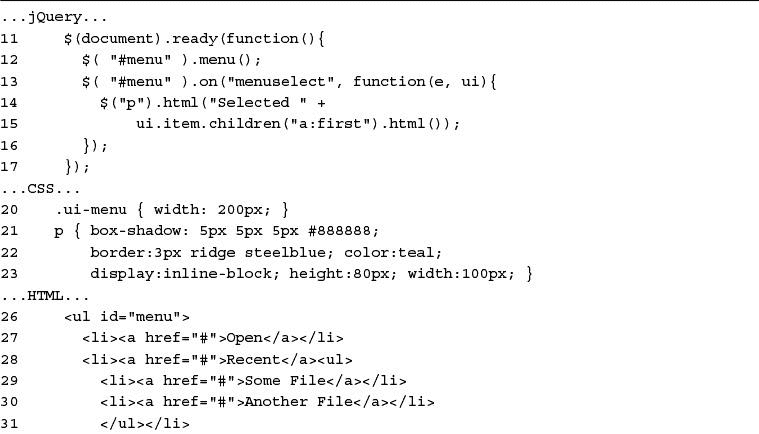 ...jQuery...
11     $(document).ready(function(){
12       $( "#menu" ).menu();
13       $( "#menu" ).on("menuselect", function(e, ui){
14         $("p").html("Selected " +
15             ui.item.children("a:first").html());
16       });
17     });
...CSS...
20    .ui-menu { width: 200px; }
21    p { box-shadow: 5px 5px 5px #888888;
22        border:3px ridge steelblue; color:teal;
23        display:inline-block; height:80px; width:100px; }
...HTML...
26     <ul id="menu">
27       <li><a href="#">Open</a></li>
28       <li><a href="#">Recent</a><ul>
29         <li><a href="#">Some File</a></li>
30         <li><a href="#">Another File</a></li>
31         </ul></li>